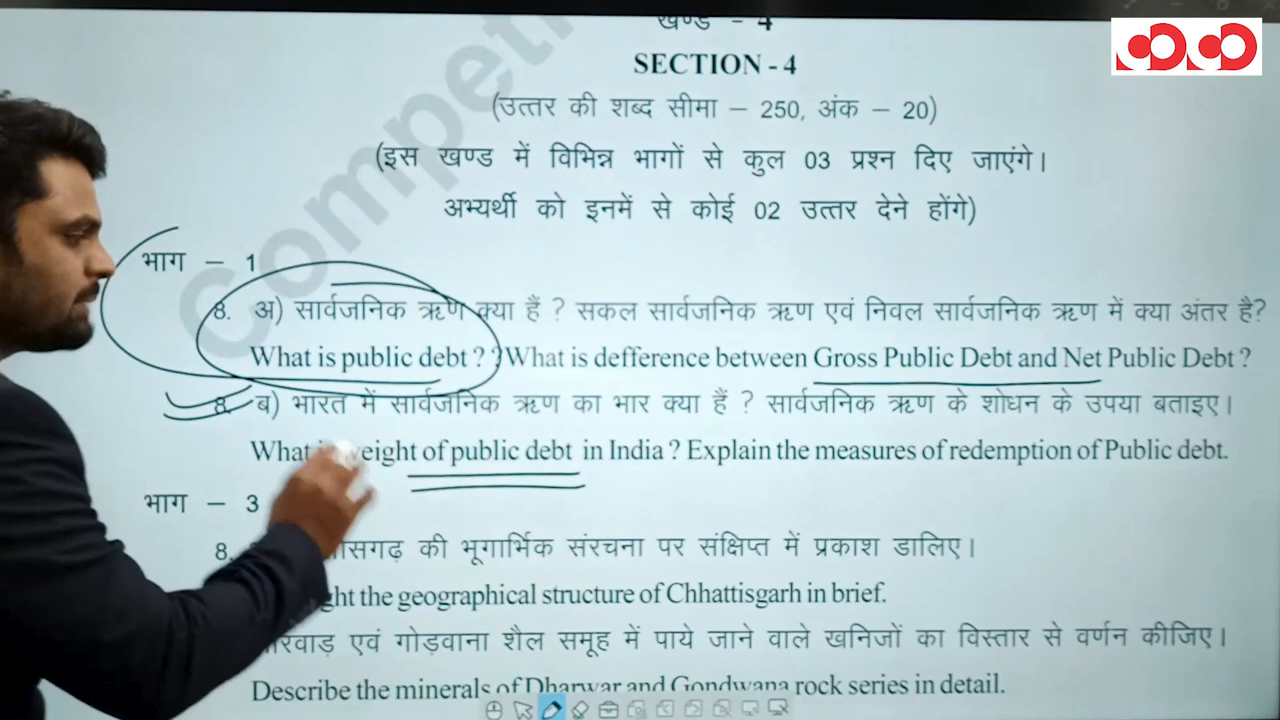 खण्ड - 4
SECTION - 4
(उत्तर की शब्द सीमा – 250, अंक – 20)
(इस खण्ड में विभिन्न भागों से कुल 03 प्रश्न दिए जाएंगे।
अभ्यर्थी को इनमें से कोई 02 उत्तर देने होंगे)
भाग – 1
8. अ) सार्वजनिक ऋण क्या हैं ? सकल सार्वजनिक ऋण एवं निवल सार्वजनिक ऋण में क्या अंतर है?
What is public debt ? ? What is defference between Gross Public Debt and Net Public Debt ?
8. ब) भारत में सार्वजनिक ऋण का भार क्या हैं ? सार्वजनिक ऋण के शोधन के उपया बताइए।
What weight of public debt in India ? Explain the measures of redemption of Public debt.
भाग – 3
8. की भूगार्भिक संरचना पर संक्षिप्त में प्रकाश डालिए।
the geographical structure of Chhattisgarh in brief.
एवं गोड़वाना शैल समूह में पाये जाने वाले खनिजों का विस्तार से वर्णन कीजिए।
Describe the minerals of Dharwar and Gondwana rock series in detail.